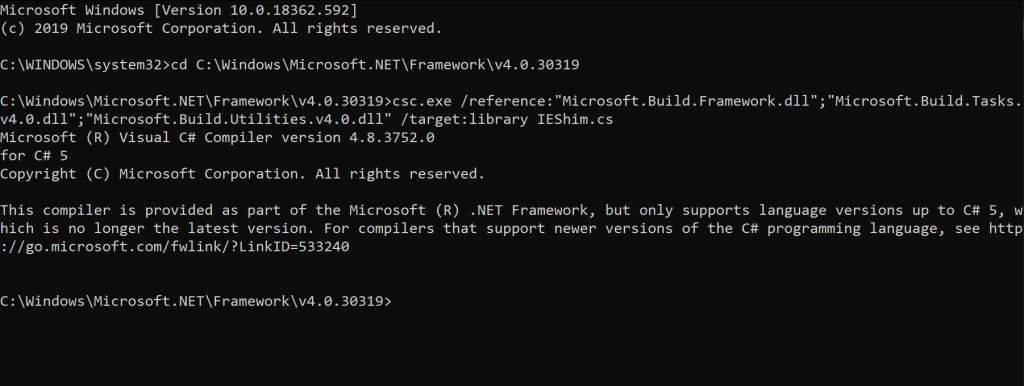 Microsoft Windows [Version 10.0.18362.592]
(c) 2019 Microsoft Corporation. All rights reserved.
C:\WINDOWS\system32>cd C:\Windows\Microsoft.NET\Framework\v4.0.30319
C:\Windows\Microsoft.NET\Framework\v4.0.30319>csc.exe /reference:"Microsoft.Build.Framework.dll";"Microsoft.Build.Tasks.
v4.0.dll";"Microsoft.Build.Utilities.v4.0.dll" /target:library IEShim.cs
Microsoft (R) Visual C# Compiler version 4.8.3752.0
for C# 5
Copyright (C) Microsoft Corporation. All rights reserved.
This compiler is provided as part of the Microsoft (R) .NET Framework, but only supports language versions up to C# 5, w
hich is no longer the latest version. For compilers that support newer versions of the C# programming language, see http
://go.microsoft.com/fwlink/?LinkID=533240
C:\Windows\Microsoft.NET\Framework\v4.0.30319>